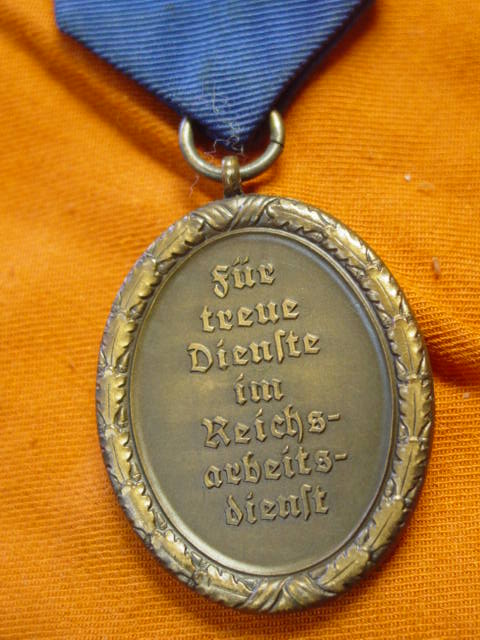 Für
treue
Dienste
im
Reichs-
arbeits-
dienst